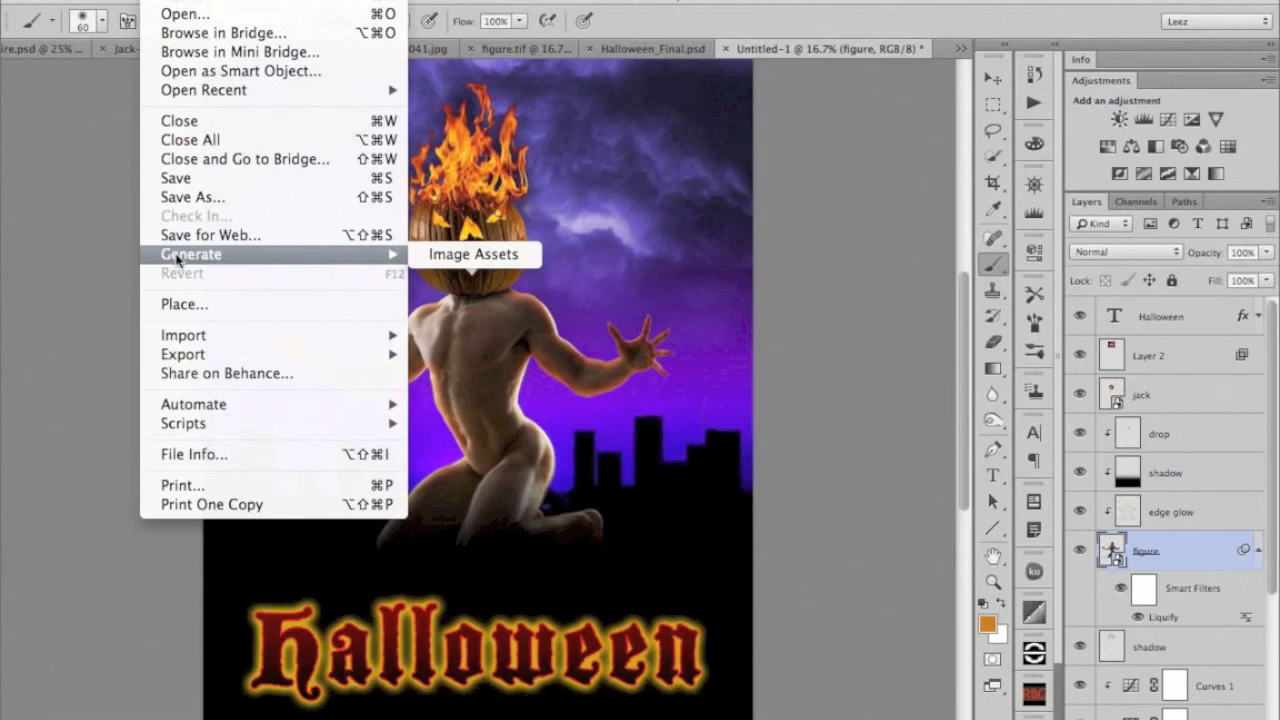 60
Flow: 100%
Leez
ire.psd @ 25% ...
Jack-
041.jpg
figure.tif @ 16.7...
Halloween_Final.psd
Untitled-1 @ 16.7% (figure, RGB/8) *
Open... ⌘O
Browse in Bridge... ⌥⌘O
Browse in Mini Bridge...
Open as Smart Object...
Open Recent
Close ⌘W
Close All ⌥⌘W
Close and Go to Bridge... ⇧⌘W
Save ⌘S
Save As... ⇧⌘S
Check In...
Save for Web... ⌥⇧⌘S
Generate
Image Assets
Revert F12
Place...
Import
Export
Share on Behance...
Automate
Scripts
File Info... ⌥⇧⌘I
Print... ⌘P
Print One Copy ⌥⇧⌘P
Halloween
ku
RBG
Info
Adjustments
Add an adjustment
Layers Channels Paths
Kind
Normal Opacity: 100%
Lock: Fill: 100%
Halloween fx
Layer 2
jack
drop
shadow
edge glow
figure
Smart Filters
Liquify
shadow
Curves 1